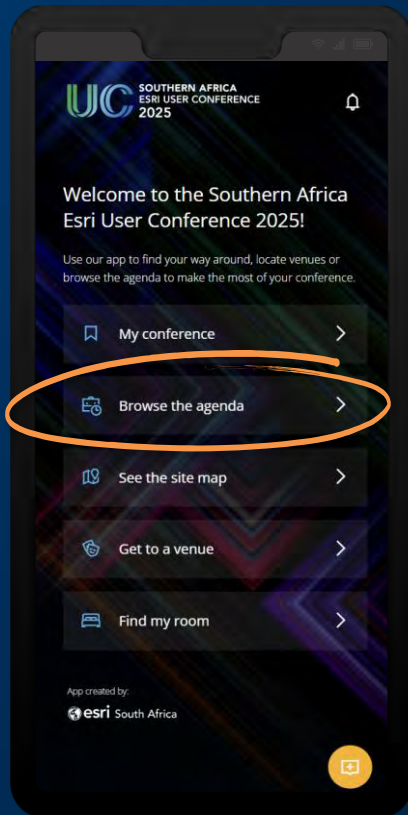 UC SOUTHERN AFRICA
ESRI USER CONFERENCE
2025
Welcome to the Southern Africa
Esri User Conference 2025!
Use our app to find your way around, locate venues or
browse the agenda to make the most of your conference.
My conference
Browse the agenda
See the site map
Get to a venue
Find my room
App created by:
esri South Africa